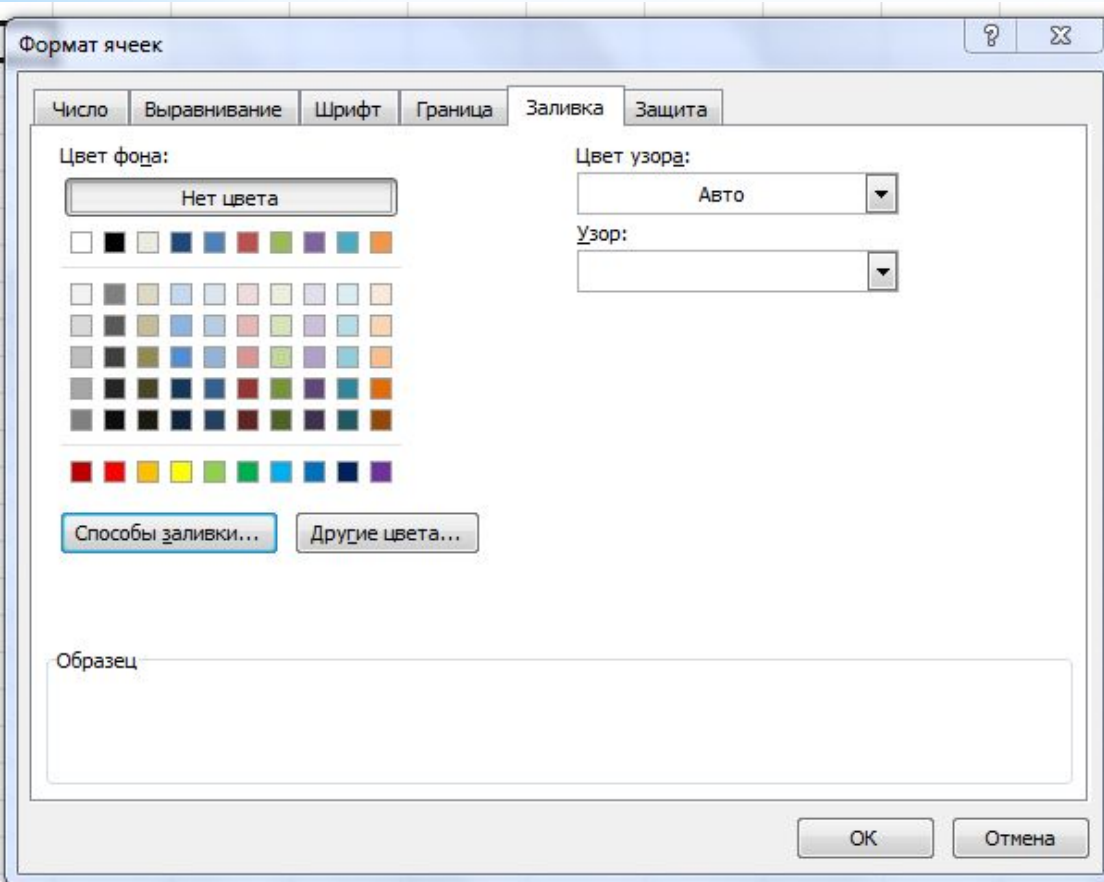 Формат ячеек
Число Выравнивание Шрифт Граница Заливка Защита
Цвет фона:
Нет цвета
Цвет узора:
Авто
Узор:
Способы заливки... Другие цвета...
Образец
ОК Отмена